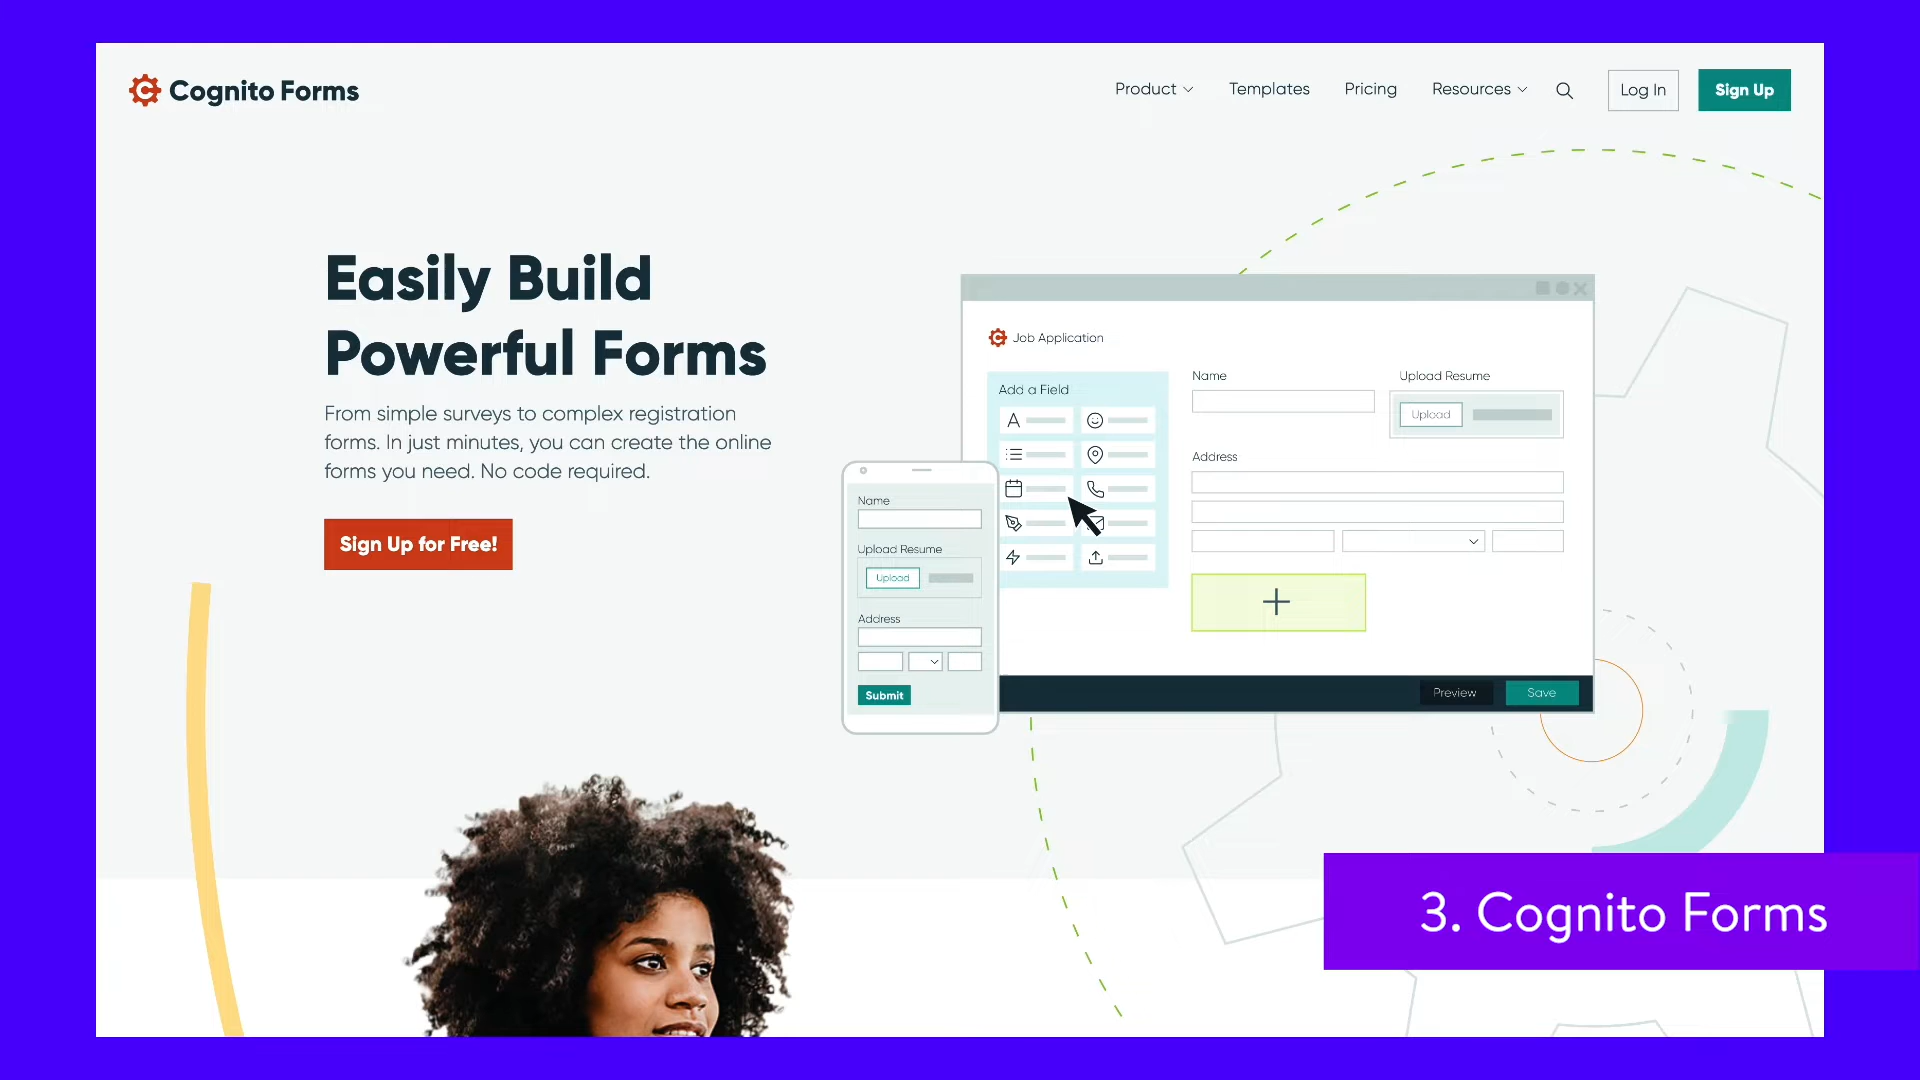 Cognito Forms
Product
Templates
Pricing
Resources
Log In
Sign Up
Easily Build
Powerful Forms
From simple surveys to complex registration
forms. In just minutes, you can create the online
forms you need. No code required.
Sign Up for Free!
Job Application
Add a Field
Name
Upload Resume
Upload
Address
Preview
Save
Name
Upload Resume
Upload
Address
Submit
3. Cognito Forms